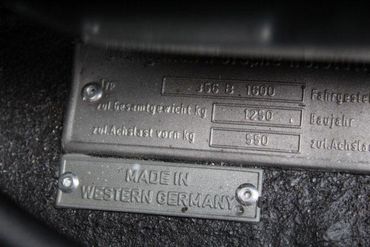 Typ 356 B 1600 Fahrgestell
zul Gesamtgewicht kg 1250 Baujahr
zul Achslast vorn kg 550 zul. Achslast
MADE IN
WESTERN GERMANY